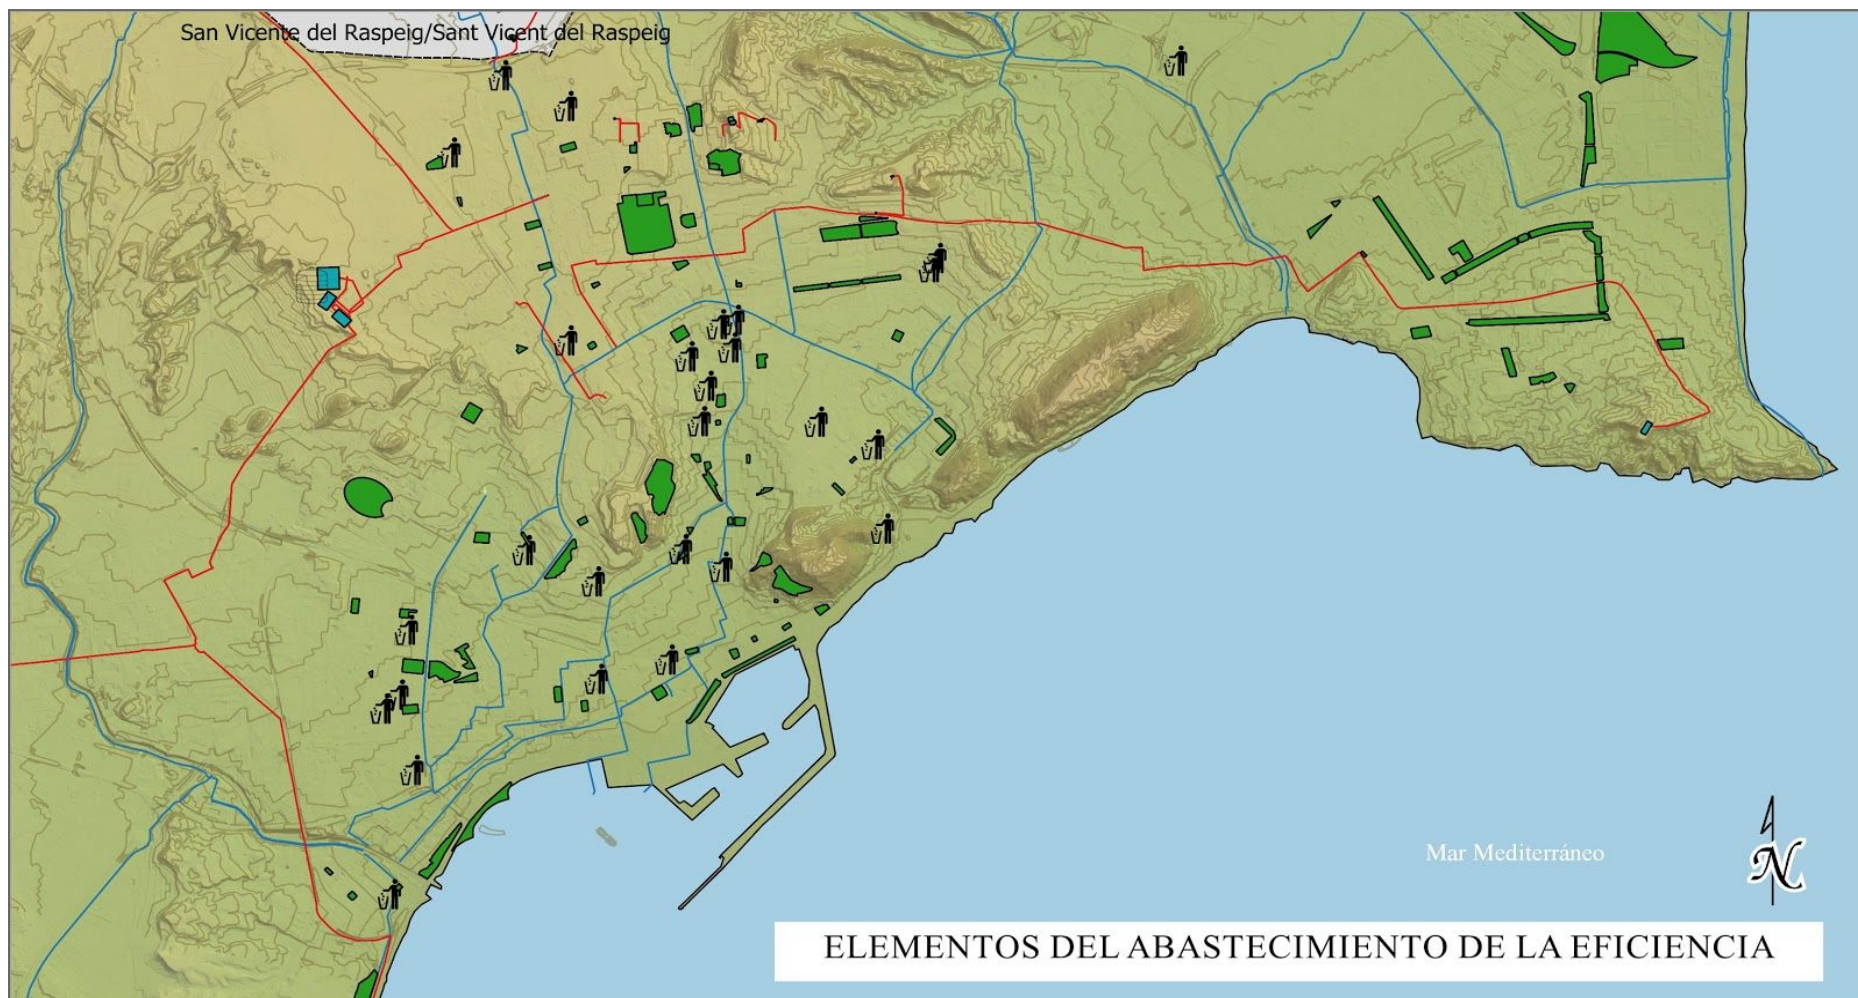 San Vicente del Raspeig/Sant Vicent del Raspeig
Mar Mediterráneo
N
ELEMENTOS DEL ABASTECIMIENTO DE LA EFICIENCIA